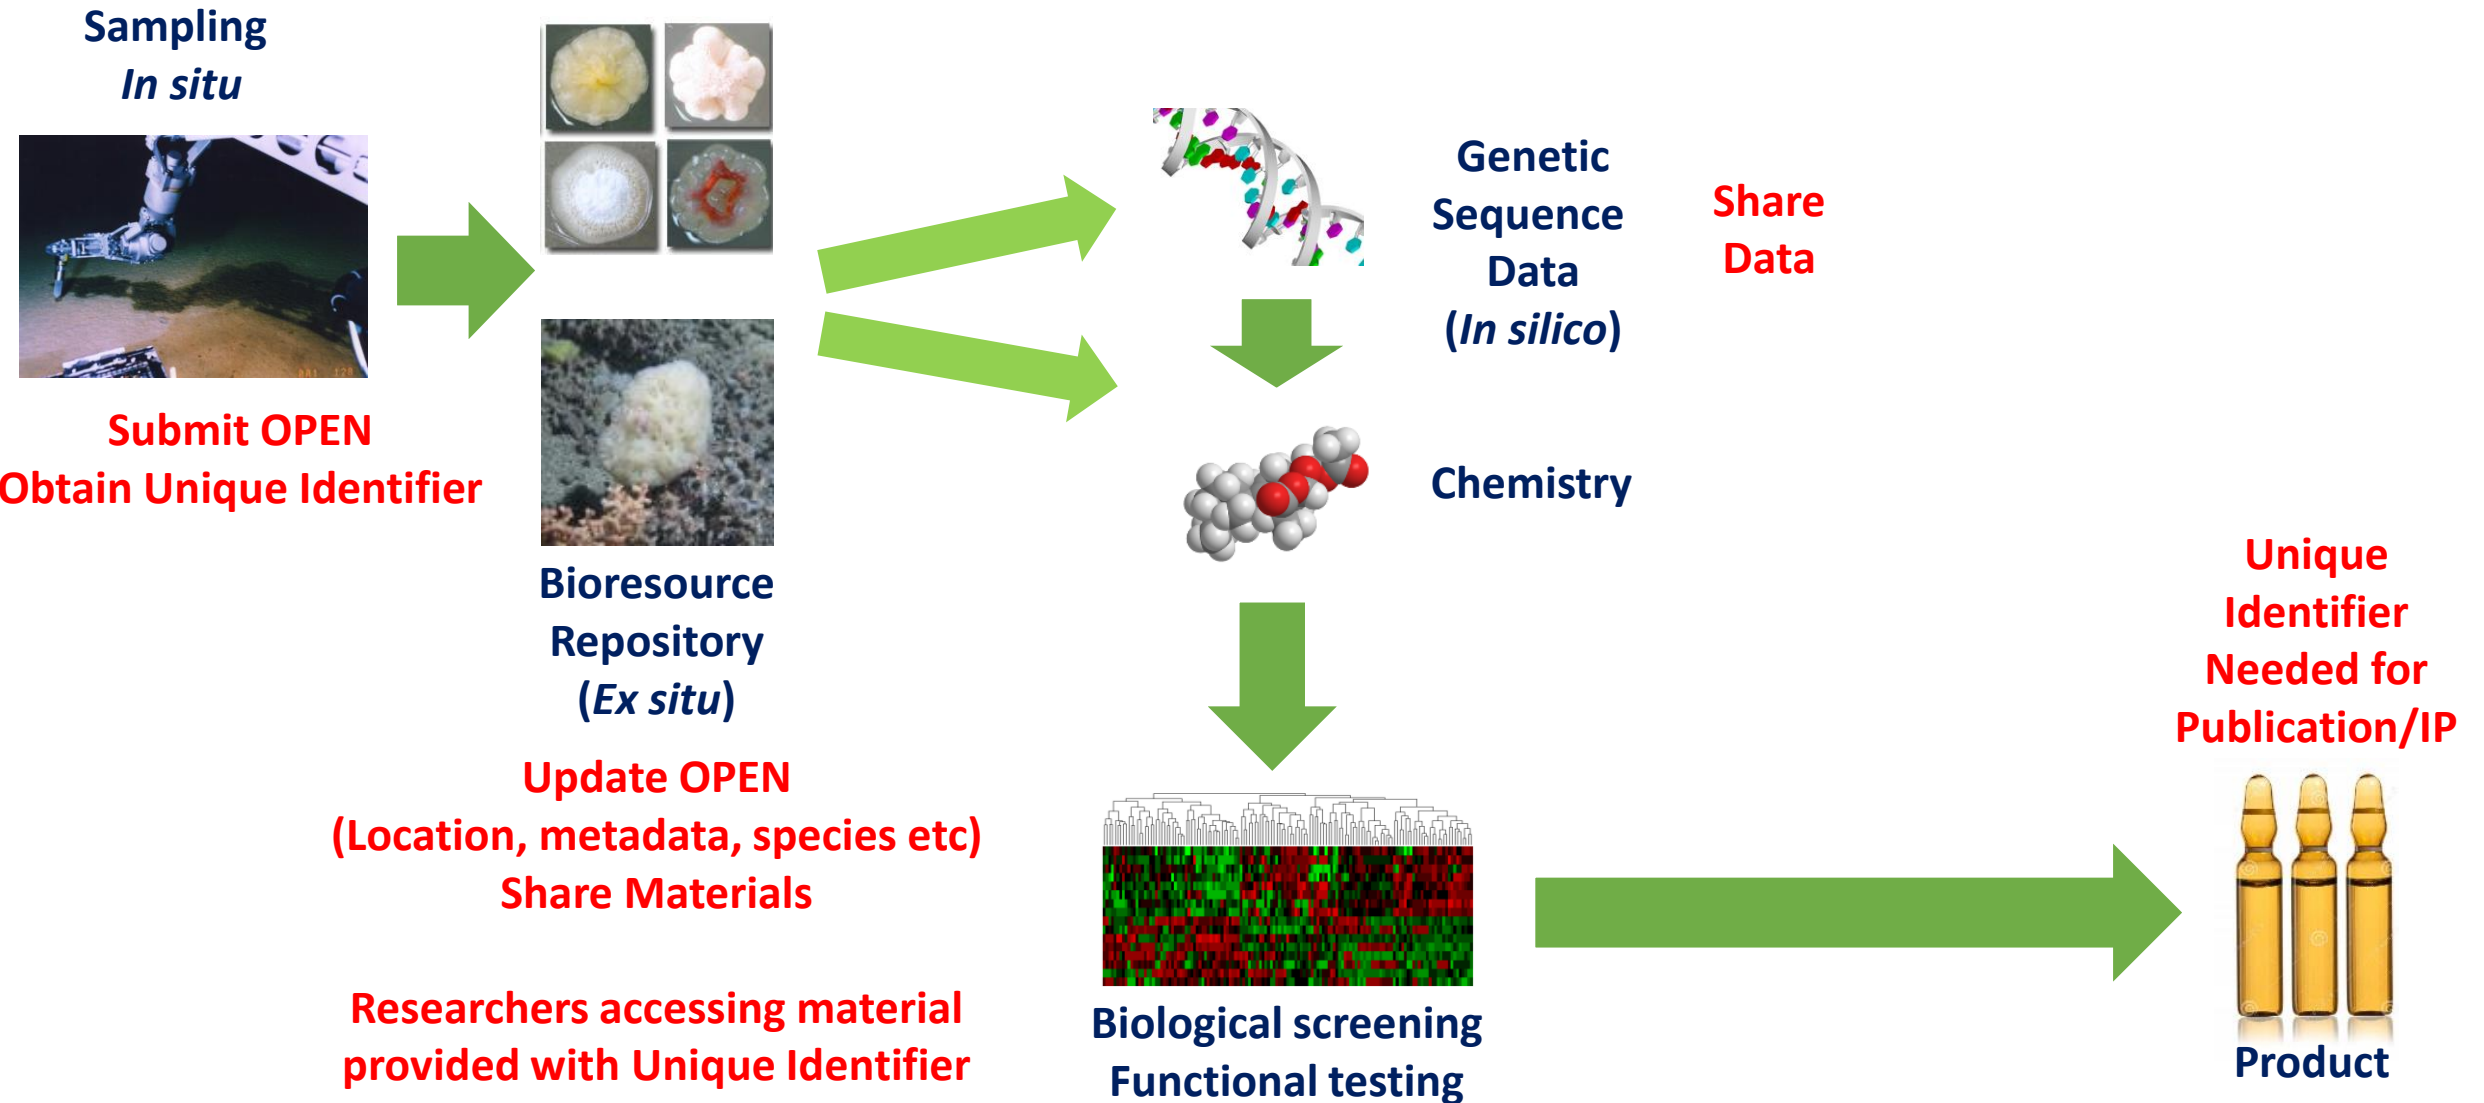 Sampling
In situ
Submit OPEN
Obtain Unique Identifier
Bioresource
Repository
(Ex situ)
Update OPEN
(Location, metadata, species etc)
Share Materials
Researchers accessing material
provided with Unique Identifier
Genetic
Sequence
Data
(In silico)
Share
Data
Chemistry
Biological screening
Functional testing
Unique
Identifier
Needed for
Publication/IP
Product